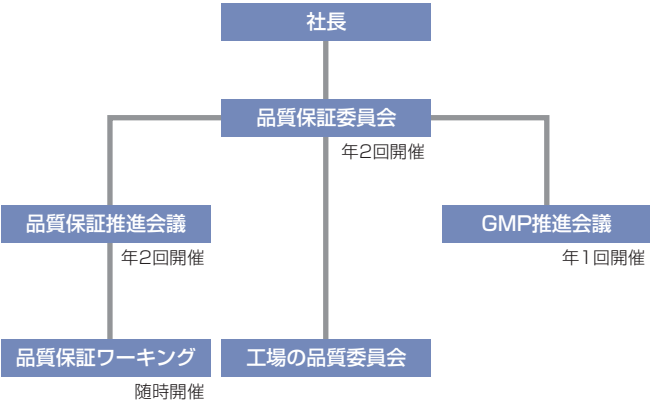 社長
品質保証委員会
年2回開催
品質保証推進会議
年2回開催
GMP推進会議
年1回開催
品質保証ワーキング
随時開催
工場の品質委員会